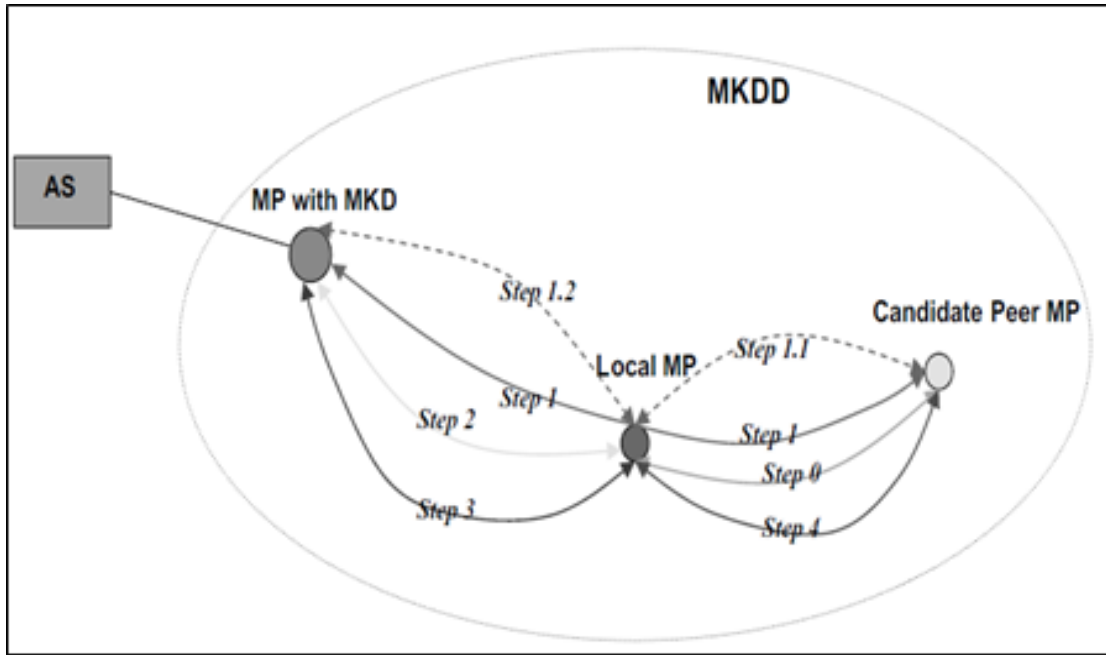 MKDD
AS
MP with MKD
Step 1.2
Candidate Peer MP
Step 1.1
Local MP
Step 1
Step 2
Step 1
Step 0
Step 3
Step 4